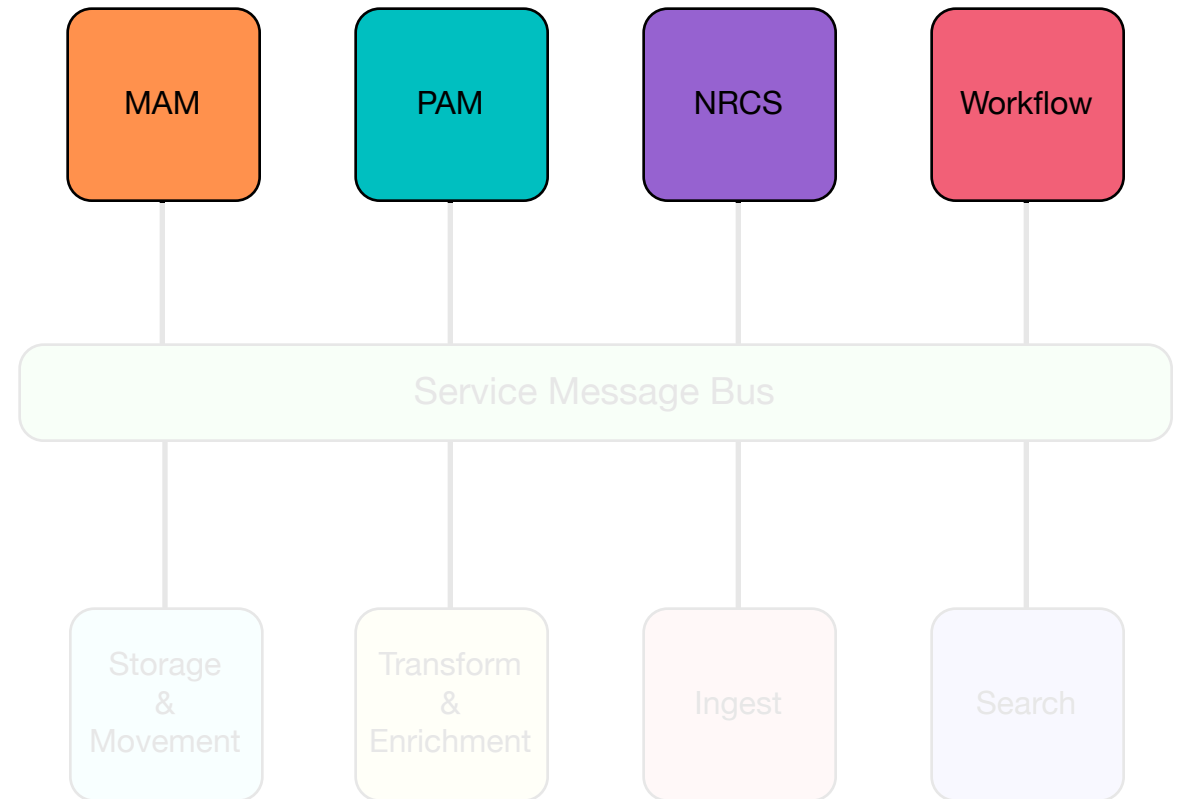 MAM
PAM
NRCS
Workflow
Service Message Bus
Storage
&
Movement
Transform
&
Enrichment
Ingest
Search